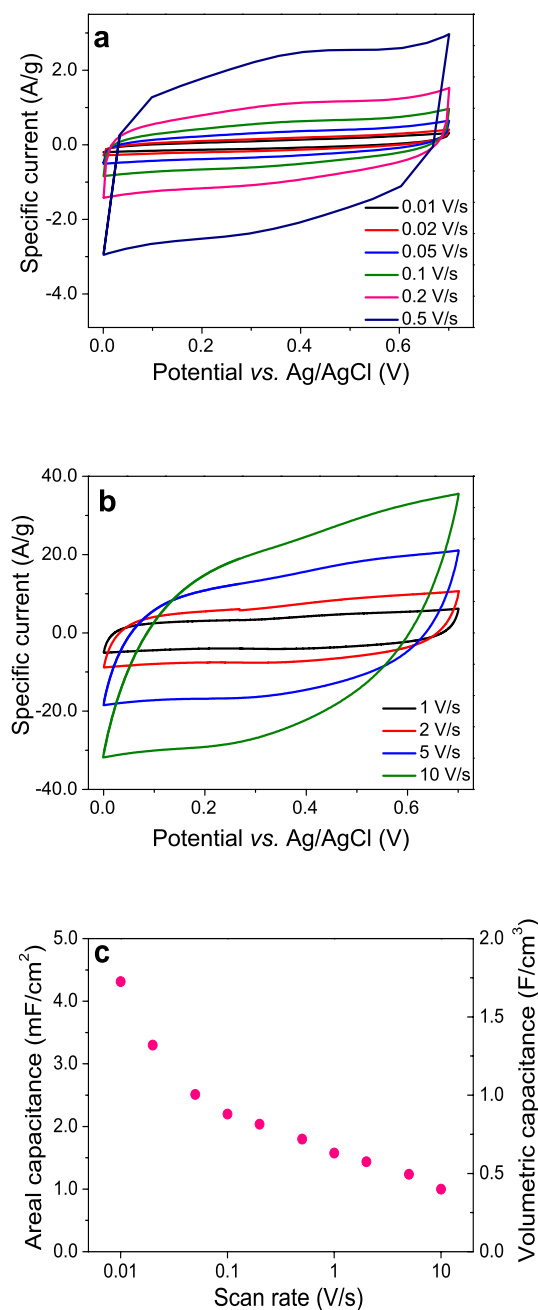 a
Specific current (A/g)
2.0
0.0
-2.0
-4.0
0.01 V/s
0.02 V/s
0.05 V/s
0.1 V/s
0.2 V/s
0.5 V/s
0.0 0.2 0.4 0.6
Potential vs. Ag/AgCl (V)
b
Specific current (A/g)
40.0
20.0
0.0
-20.0
-40.0
1 V/s
2 V/s
5 V/s
10 V/s
0.0 0.2 0.4 0.6
Potential vs. Ag/AgCl (V)
c
Areal capacitance (mF/cm²)
5.0
4.0
3.0
2.0
1.0
0.0
Volumetric capacitance (F/cm³)
2.0
1.5
1.0
0.5
0.0
0.01 0.1 1 10
Scan rate (V/s)